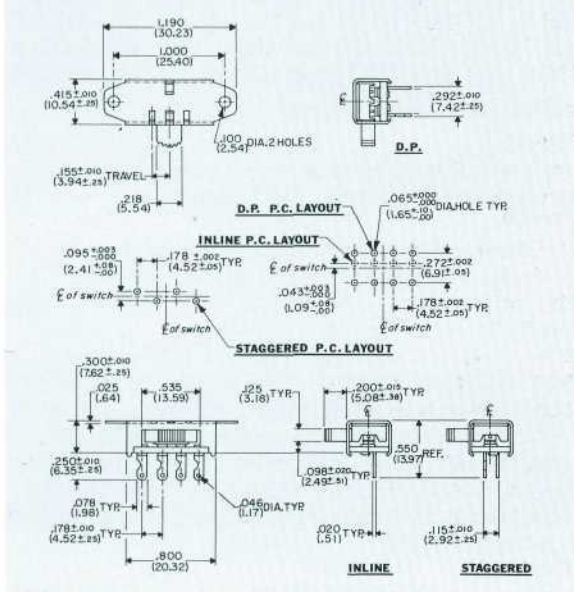 1.190
(30.23)
1.000
(25.40)
.415±.010
(10.54±.25)
.100
(2.54) DIA. 2 HOLES
.155±.010
(3.94±.25) TRAVEL
.218
(5.54)
℄
.292±.010
(7.42±.25)
D.P.
D.P. P.C. LAYOUT
.065+.000
-.000
(1.65+.10
-.00) DIA. HOLE TYP.
INLINE P.C. LAYOUT
.095+.003
-.000
(2.41+.08
-.00)
.178 ±.002
(4.52±.05) TYP.
℄ of switch
℄ of switch
.272±.002
(6.91±.05)
.043+.003
-.000
(1.09+.08
-.00)
.178±.002
(4.52±.05) TYP.
℄ of switch
℄ of switch
STAGGERED P.C. LAYOUT
.300±.010
(7.62±.25)
.025
(.64)
.535
(13.59)
.125
(3.18) TYP.
.200±.015
(5.08±.38) TYP.
℄
℄
.550
(13.97) REF.
.250±.010
(6.35±.25)
.098±.020
(2.49±.51) TYP.
.078
(1.98) TYP.
.046
(1.17) DIA. TYP.
.178±.010
(4.52±.25) TYP.
.020
(.51) TYP.
.115±.010
(2.92±.25)
.800
(20.32)
INLINE
STAGGERED